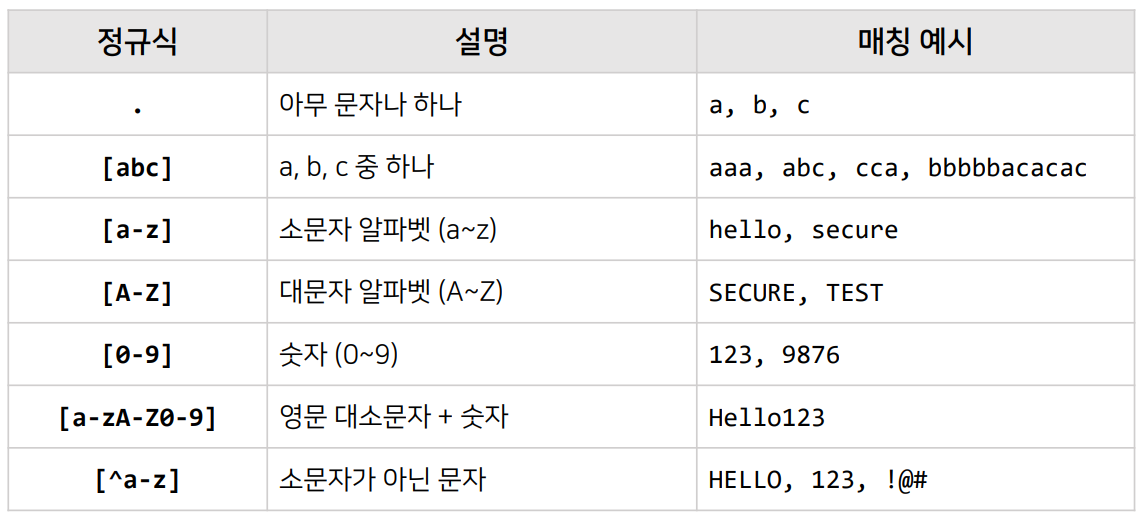 정규식 설명 매칭 예시
. 아무 문자나 하나 a, b, c
[abc] a, b, c 중 하나 aaa, abc, cca, bbbbbacacac
[a-z] 소문자 알파벳 (a~z) hello, secure
[A-Z] 대문자 알파벳 (A~Z) SECURE, TEST
[0-9] 숫자 (0~9) 123, 9876
[a-zA-Z0-9] 영문 대소문자 + 숫자 Hello123
[^a-z] 소문자가 아닌 문자 HELLO, 123, !@#